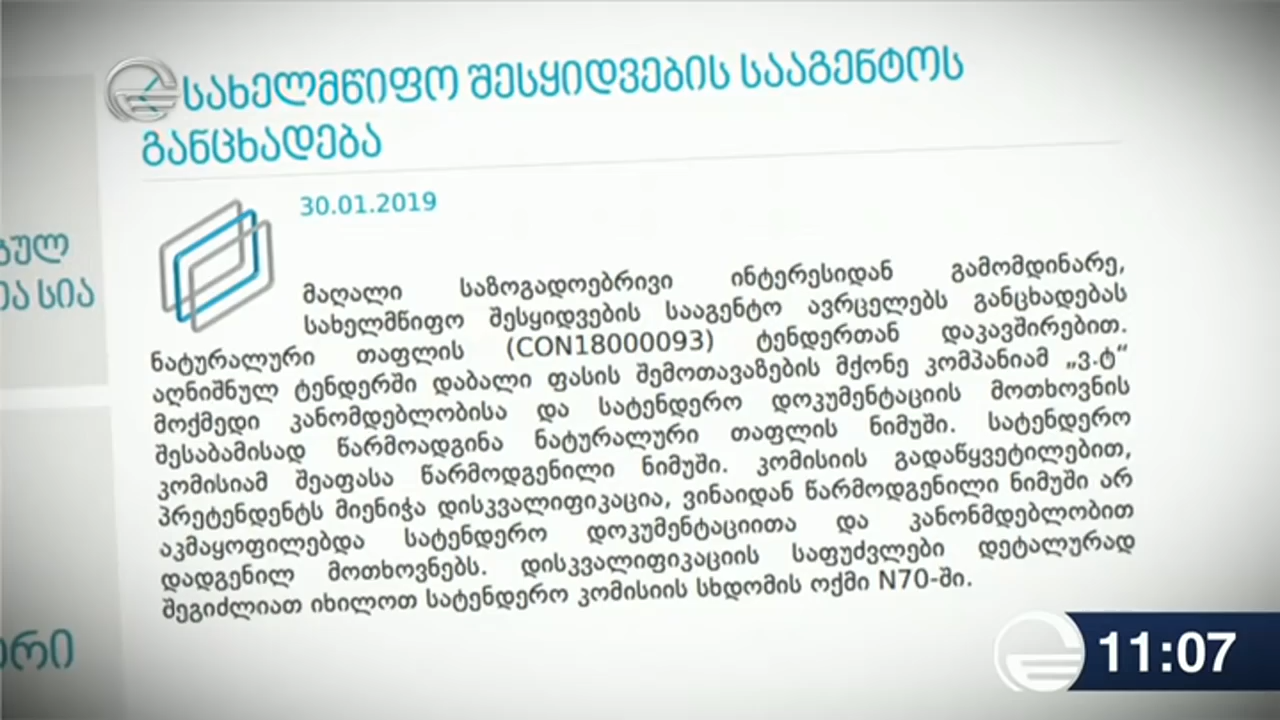 სახელმწიფო შესყიდვების სააგენტოს
განცხადება
30.01.2019
მაღალი საზოგადოებრივი ინტერესიდან გამომდინარე,
სახელმწიფო შესყიდვების სააგენტო ავრცელებს განცხადებას
ნატურალური თაფლის (CON18000093) ტენდერთან დაკავშირებით.
აღნიშნულ ტენდერში დაბალი ფასის შემოთავაზების მქონე კომპანიამ „ვ.ტ“
მოქმედი კანომდებლობისა და სატენდერო დოკუმენტაციის მოთხოვნის
შესაბამისად წარმოადგინა ნატურალური თაფლის ნიმუში. სატენდერო
კომისიამ შეაფასა წარმოდგენილი ნიმუში. კომისიის გადაწყვეტილებით,
პრეტენდენტს მიენიჭა დისკვალიფიკაცია, ვინაიდან წარმოდგენილი ნიმუში არ
აკმაყოფილებდა სატენდერო დოკუმენტაციითა და კანონმდებლობით
დადგენილ მოთხოვნებს. დისკვალიფიკაციის საფუძვლები დეტალურად
შეგიძლიათ იხილოთ სატენდერო კომისიის სხდომის ოქმი N70-ში.
სია
11:07